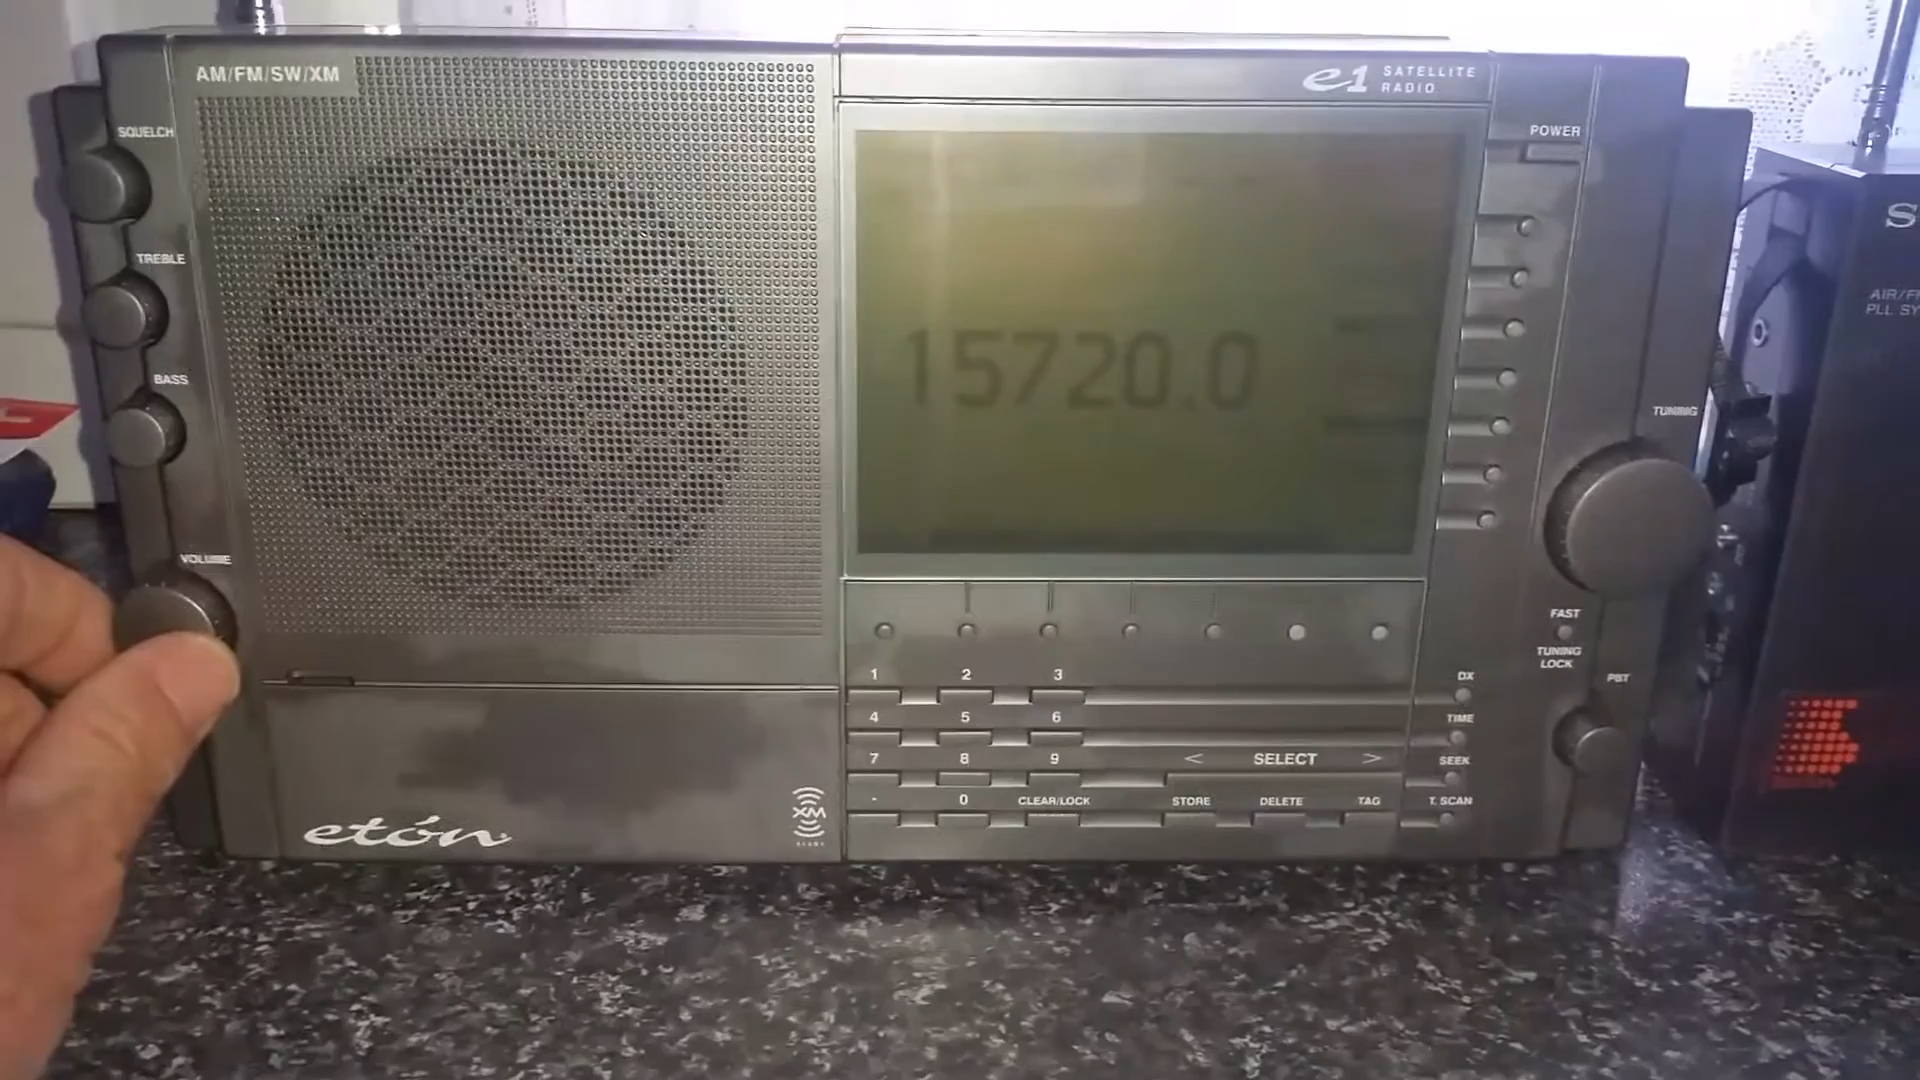 AM/FM/SW/XM
e1 SATELLITE
RADIO
SQUELCH
TREBLE
BASS
VOLUME
15720.0
POWER
TUNING
FAST
TUNING
LOCK
PBT
1 2 3
4 5 6
7 8 9
- 0 CLEAR/LOCK
< SELECT >
STORE DELETE TAG
DX
TIME
SEEK
T. SCAN
etón
XM
READY
S
AIR/F
PLL SY